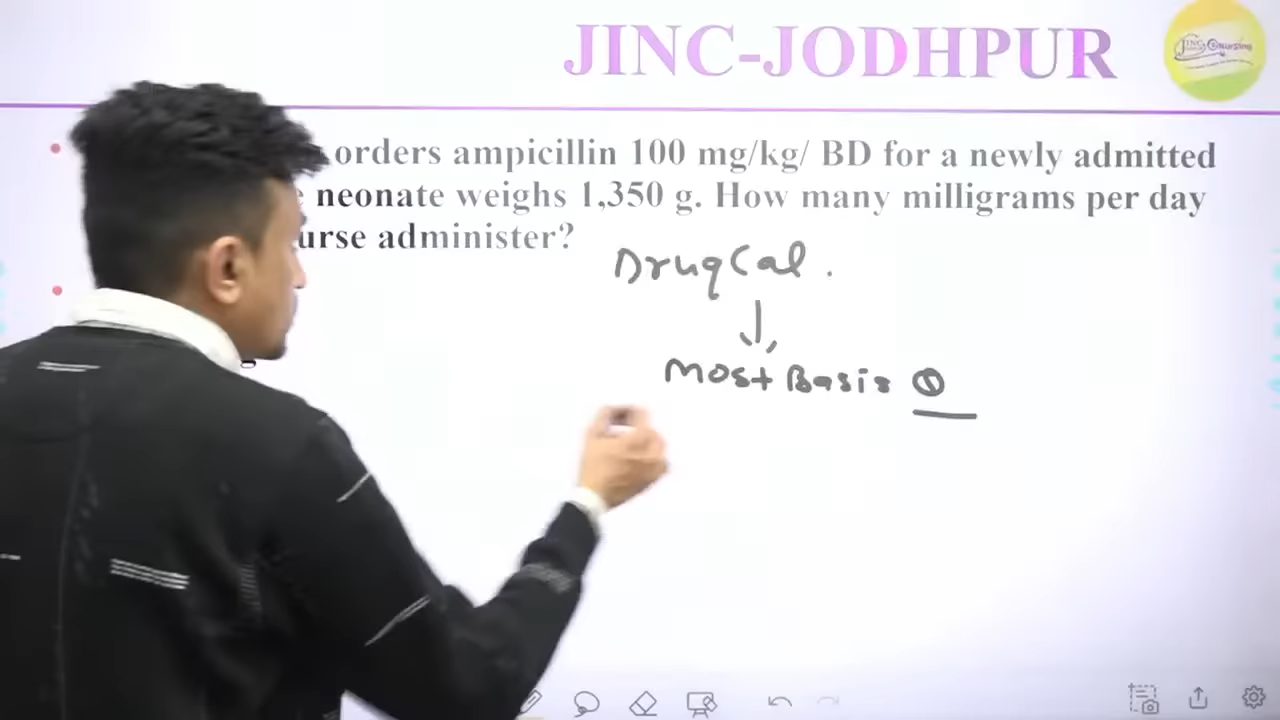 JINC-JODHPUR
orders ampicillin 100 mg/kg/ BD for a newly admitted
neonate weighs 1,350 g. How many milligrams per day
urse administer?
DrugCal.
Most Basis ①